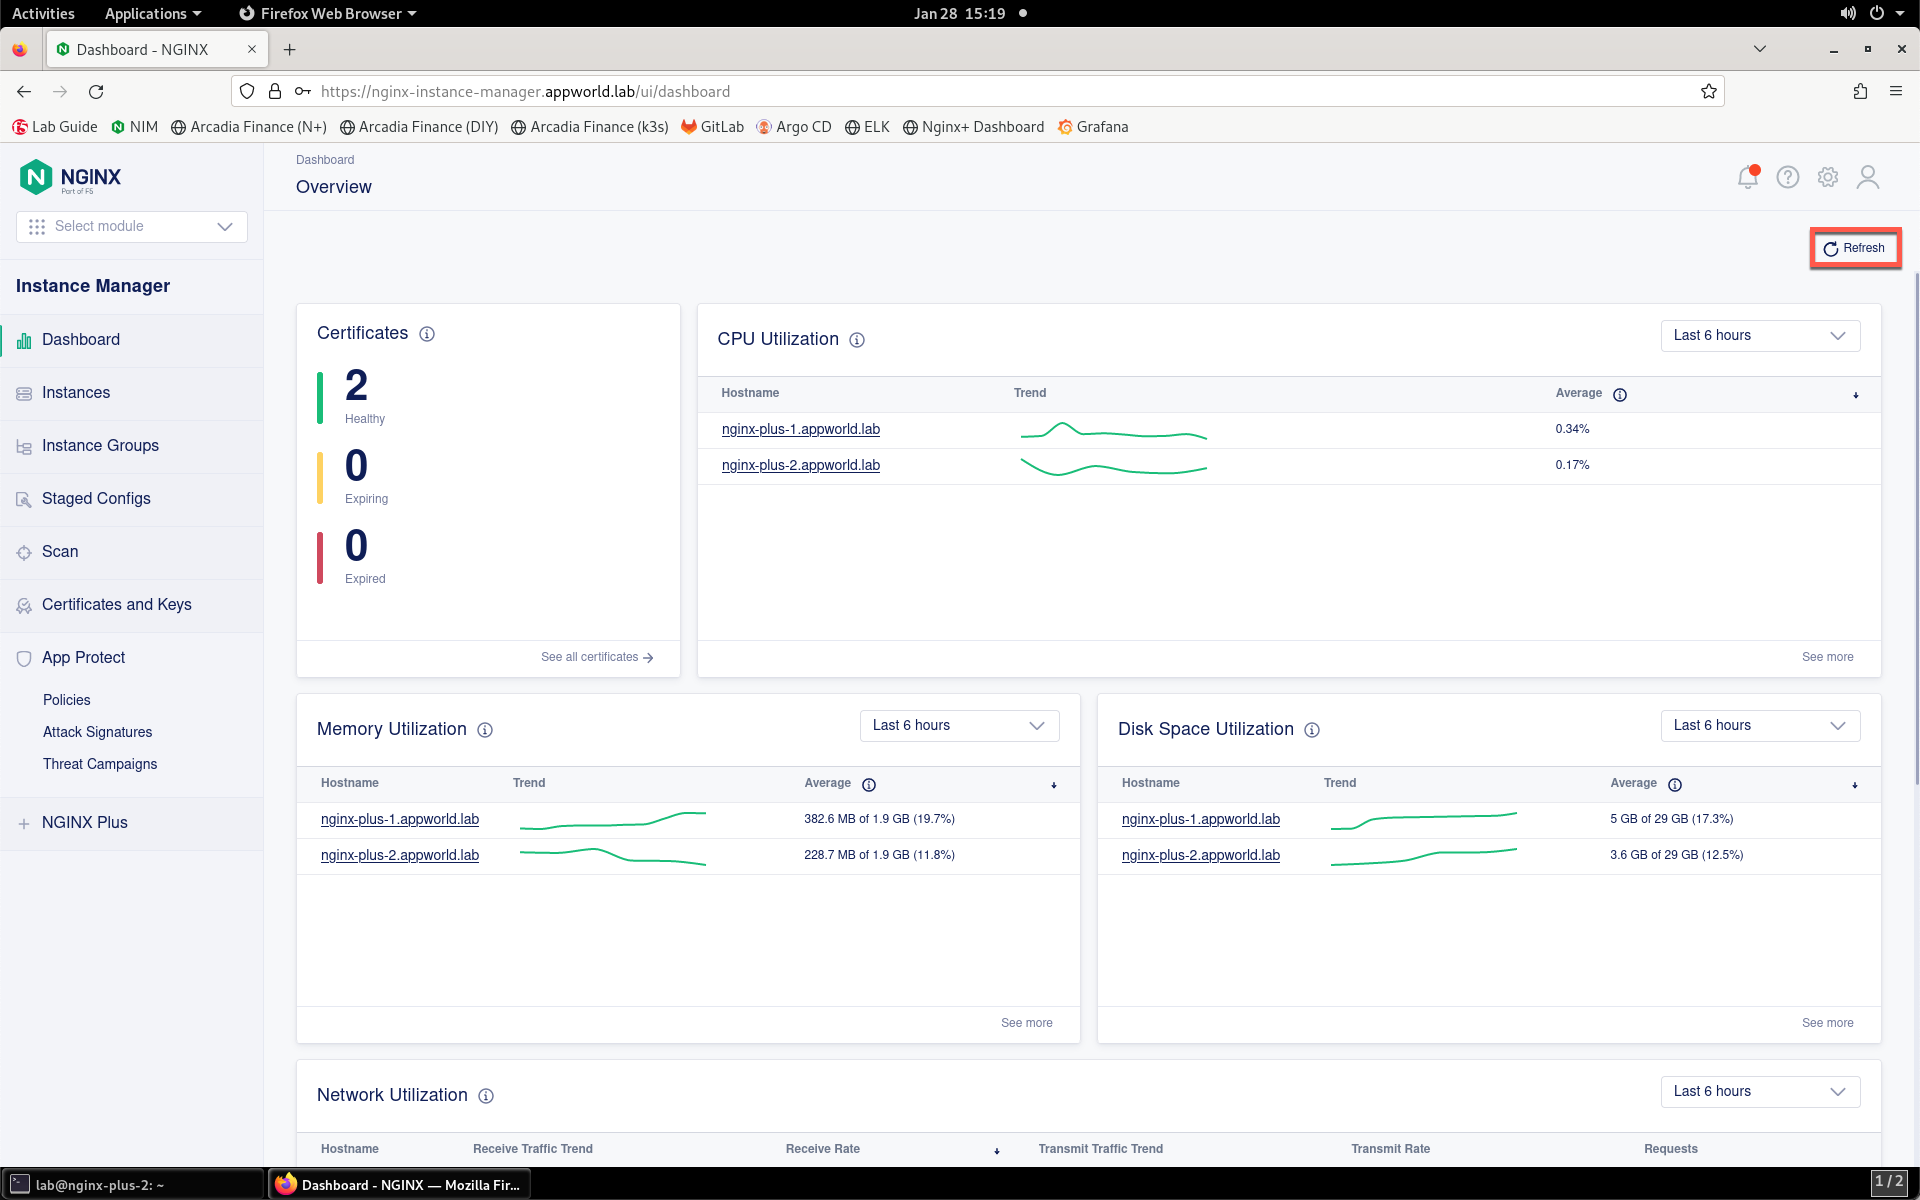 Activities Applications Firefox Web Browser Jan 28 15:19
Dashboard - NGINX
https://nginx-instance-manager.appworld.lab/ui/dashboard
Lab Guide NIM Arcadia Finance (N+) Arcadia Finance (DIY) Arcadia Finance (k3s) GitLab Argo CD ELK Nginx+ Dashboard Grafana
NGINX
Part of F5
Select module
Instance Manager
Dashboard
Instances
Instance Groups
Staged Configs
Scan
Certificates and Keys
App Protect
Policies
Attack Signatures
Threat Campaigns
NGINX Plus
Dashboard
Overview
Refresh
Certificates
2
Healthy
0
Expiring
0
Expired
See all certificates
CPU Utilization Last 6 hours
Hostname Trend Average
nginx-plus-1.appworld.lab 0.34%
nginx-plus-2.appworld.lab 0.17%
See more
Memory Utilization Last 6 hours
Hostname Trend Average
nginx-plus-1.appworld.lab 382.6 MB of 1.9 GB (19.7%)
nginx-plus-2.appworld.lab 228.7 MB of 1.9 GB (11.8%)
See more
Disk Space Utilization Last 6 hours
Hostname Trend Average
nginx-plus-1.appworld.lab 5 GB of 29 GB (17.3%)
nginx-plus-2.appworld.lab 3.6 GB of 29 GB (12.5%)
See more
Network Utilization Last 6 hours
Hostname Receive Traffic Trend Receive Rate Transmit Traffic Trend Transmit Rate Requests
lab@nginx-plus-2: ~ Dashboard - NGINX — Mozilla Fir... 1 / 2